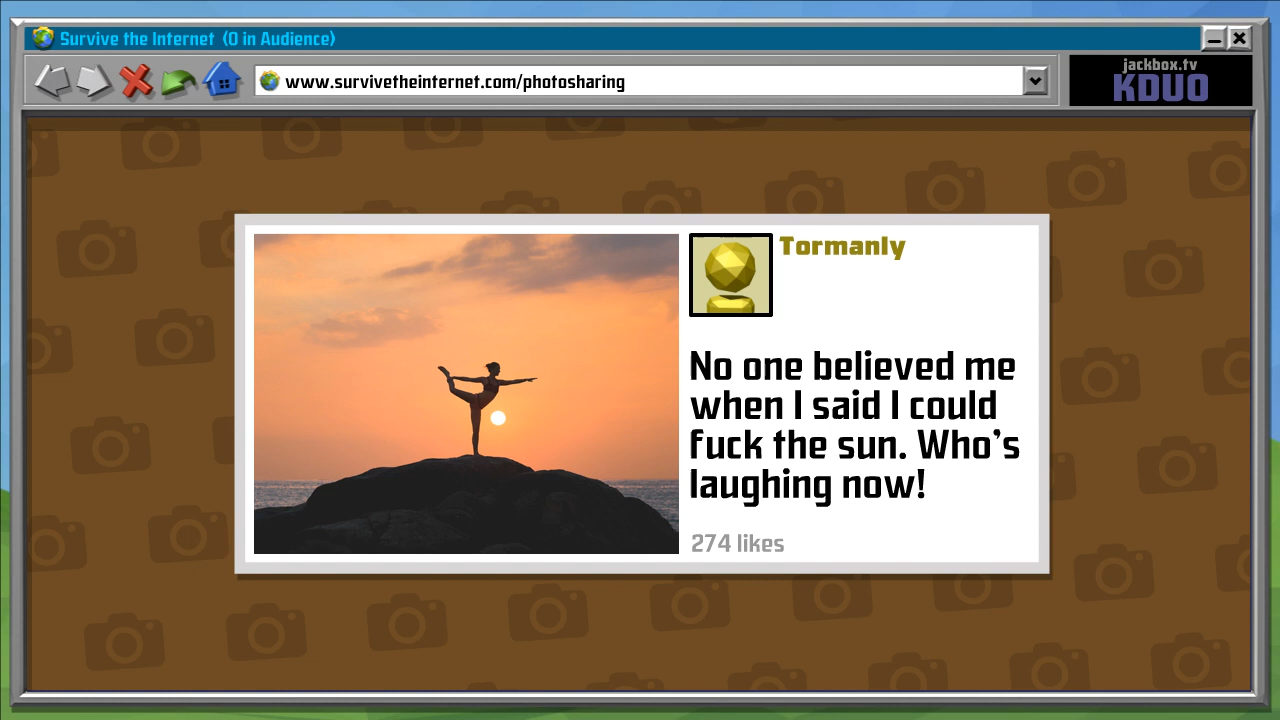 Survive the Internet (0 in Audience)
www.survivetheinternet.com/photosharing
jackbox.tv
KDUO
Tormanly
No one believed me
when I said I could
fuck the sun. Who's
laughing now!
274 likes